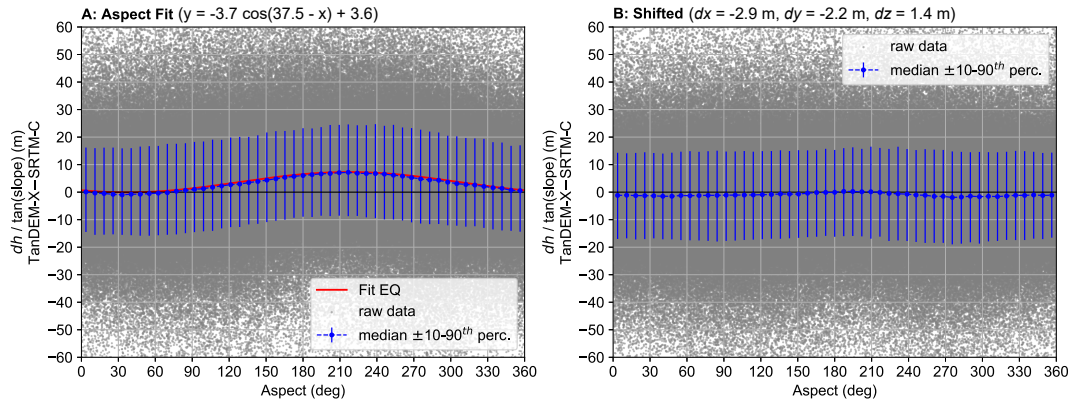 A: Aspect Fit (y = -3.7 cos(37.5 - x) + 3.6)
60
50
40
30
20
10
0
−10
−20
−30
−40
−50
−60
dh / tan(slope) (m)
TanDEM-X−SRTM-C
Fit EQ
raw data
median ±10-90th perc.
0 30 60 90 120 150 180 210 240 270 300 330 360
Aspect (deg)
B: Shifted (dx = -2.9 m, dy = -2.2 m, dz = 1.4 m)
60
50
40
30
20
10
0
−10
−20
−30
−40
−50
−60
dh / tan(slope) (m)
TanDEM-X−SRTM-C
raw data
median ±10-90th perc.
0 30 60 90 120 150 180 210 240 270 300 330 360
Aspect (deg)